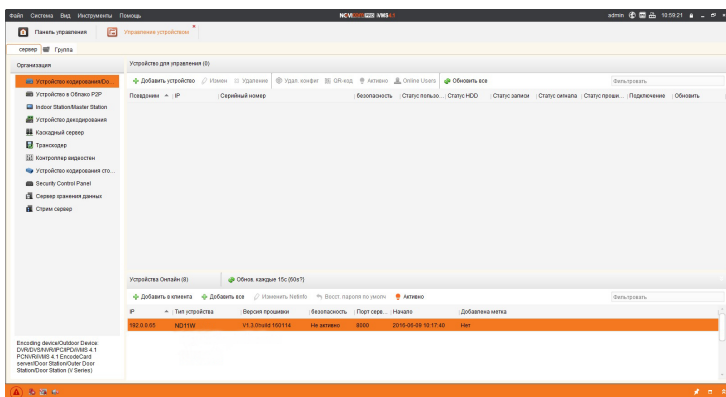 Файл Система Вид Инструменты Помощь
admin 10:59:21
Панель управления Управление устройством
сервер Группа
Организация
Устройство кодирования/Do...
Устройство в Облако P2P
Indoor Station/Master Station
Устройство декодирования
Каскадный сервер
Транскодер
Контроллер видеостен
Устройство кодирования сто...
Security Control Panel
Сервер хранения данных
Стрим сервер
Encoding device/Outdoor Device:
DVR/DVS/NVR/IPC/IPD/iVMS 4.1
PCNVR/iVMS 4.1 EncodeCard
server/Door Station/Outer Door
Station/Door Station (V Series)
Устройство для управления (0)
Добавить устройство Измен Удаление Удал. конфиг QR-код Активно Online Users Обновить все Фильтровать
Псевдоним IP Серийный номер безопасность Статус пользо... Статус HDD Статус записи Статус сигнала Статус проши... Подключение Обновить
Устройства Онлайн (8) Обнов. каждые 15с (60s?)
Добавить в клиента Добавить все Изменить Netinfo Восст. пароля по умолч Активно Фильтровать
IP Тип устройства Версия прошивки безопасность Порт серв... Начало Добавлена метка
192.0.0.65 ND11W V1.3.0build 160114 Не активно 8000 2016-06-08 10:17:40 Нет